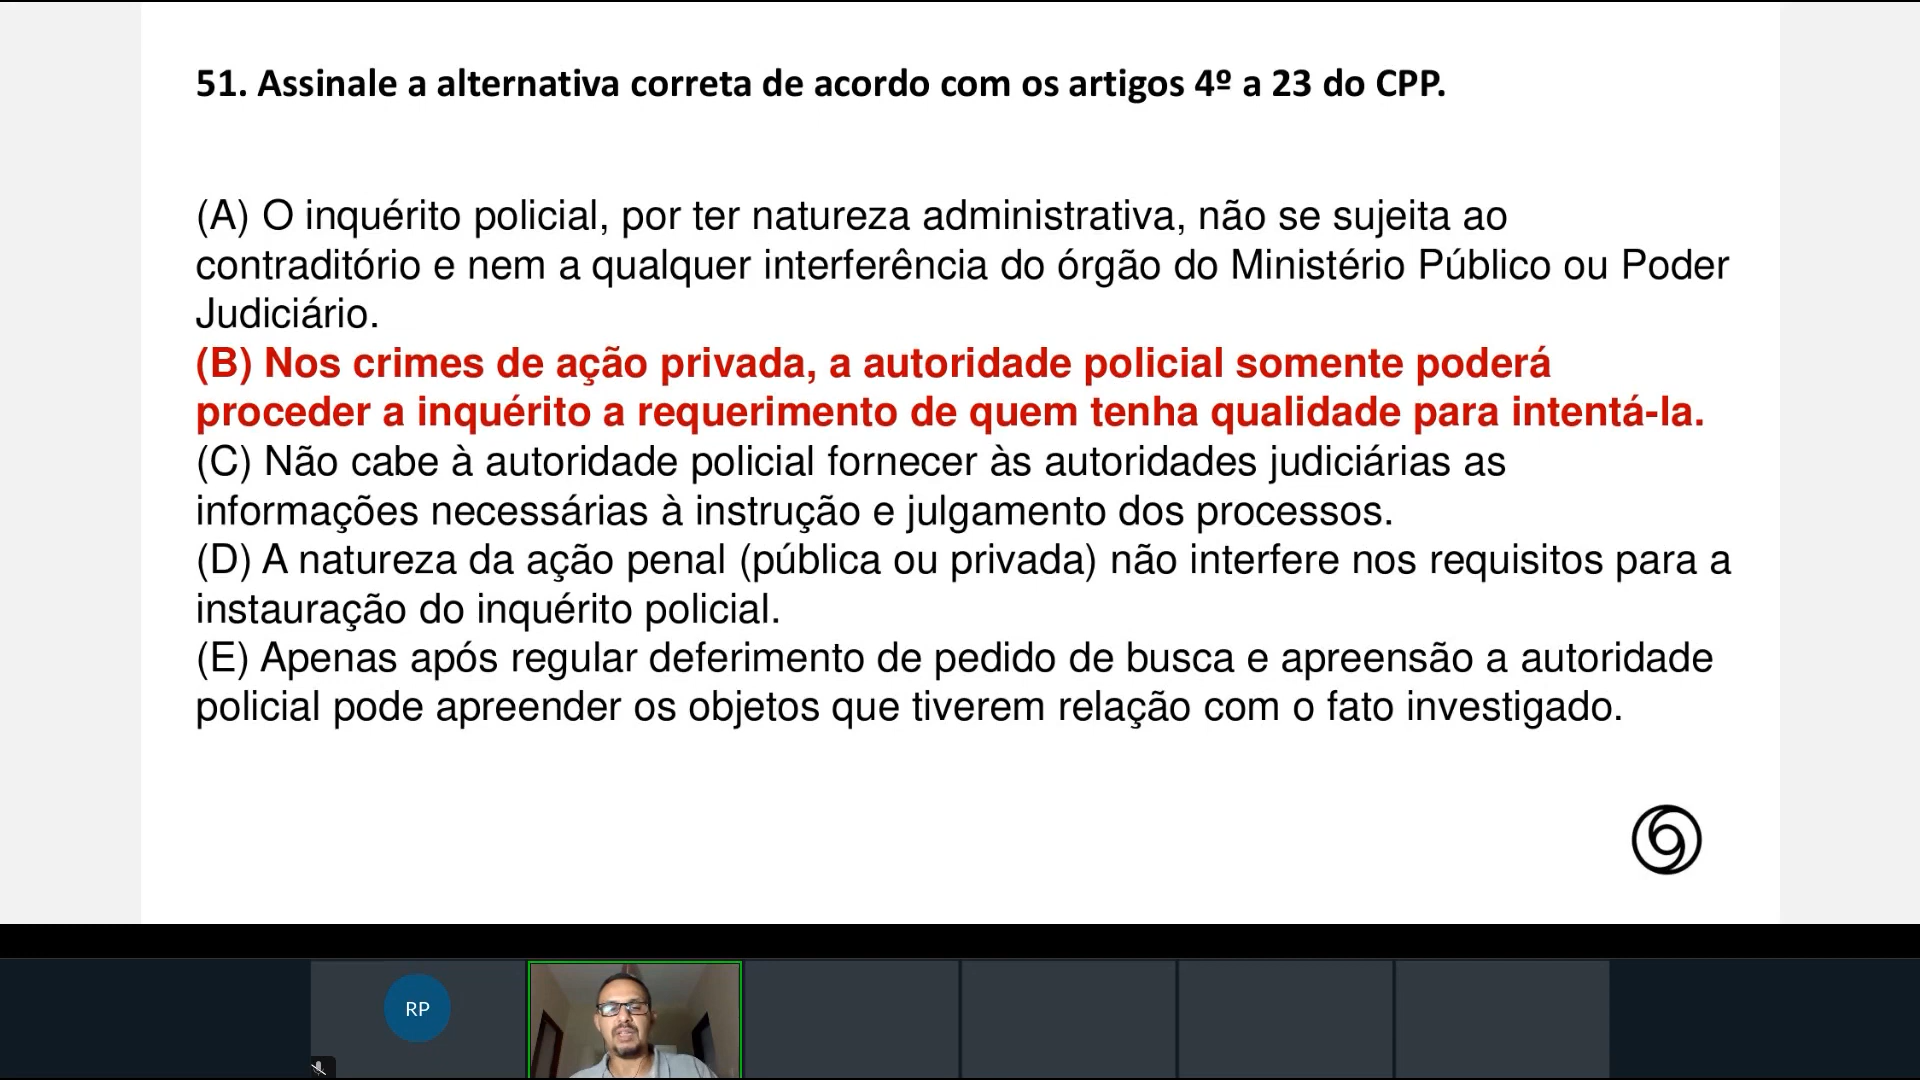 51. Assinale a alternativa correta de acordo com os artigos 4º a 23 do CPP.
(A) O inquérito policial, por ter natureza administrativa, não se sujeita ao
contraditório e nem a qualquer interferência do órgão do Ministério Público ou Poder
Judiciário.
(B) Nos crimes de ação privada, a autoridade policial somente poderá
proceder a inquérito a requerimento de quem tenha qualidade para intentá-la.
(C) Não cabe à autoridade policial fornecer às autoridades judiciárias as
informações necessárias à instrução e julgamento dos processos.
(D) A natureza da ação penal (pública ou privada) não interfere nos requisitos para a
instauração do inquérito policial.
(E) Apenas após regular deferimento de pedido de busca e apreensão a autoridade
policial pode apreender os objetos que tiverem relação com o fato investigado.
RP